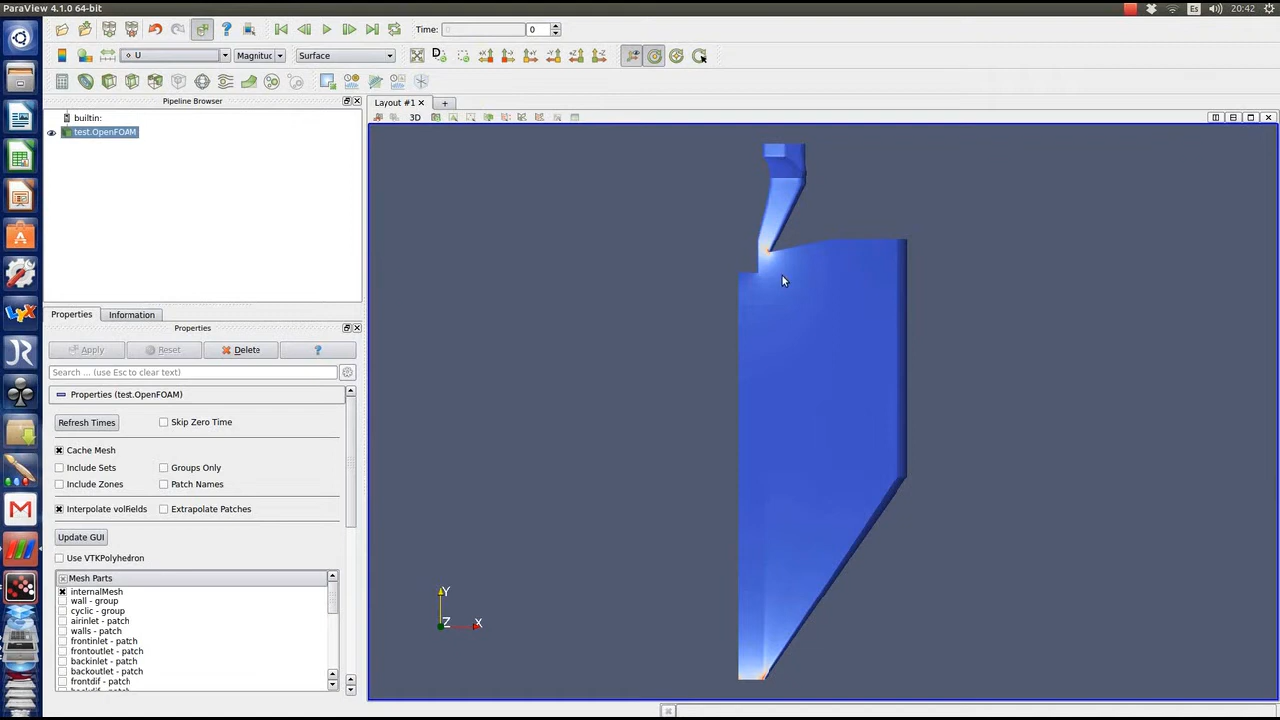 ParaView 4.1.0 64-bit
Es
20:42
Time:
0
0
U
Magnitud
Surface
Pipeline Browser
builtin:
test.OpenFOAM
Layout #1
3D
Properties
Information
Properties
Apply
Reset
Delete
?
Search ... (use Esc to clear text)
Properties (test.OpenFOAM)
Refresh Times
Skip Zero Time
Cache Mesh
Include Sets
Groups Only
Include Zones
Patch Names
Interpolate volFields
Extrapolate Patches
Update GUI
Use VTKPolyhedron
Mesh Parts
internalMesh
wall - group
cyclic - group
airinlet - patch
walls - patch
frontinlet - patch
frontoutlet - patch
backinlet - patch
backoutlet - patch
frontdif - patch
Y
Z
X